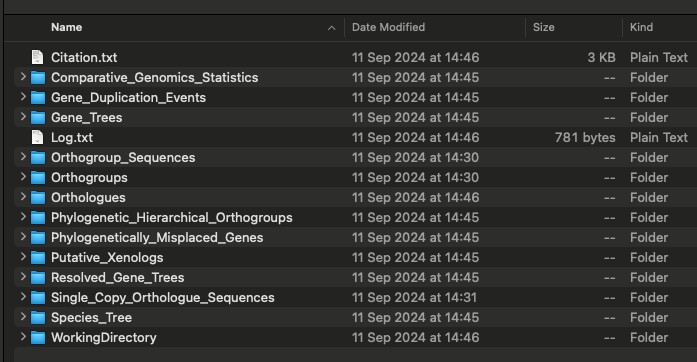 Name Date Modified Size Kind
Citation.txt 11 Sep 2024 at 14:46 3 KB Plain Text
Comparative_Genomics_Statistics 11 Sep 2024 at 14:45 -- Folder
Gene_Duplication_Events 11 Sep 2024 at 14:45 -- Folder
Gene_Trees 11 Sep 2024 at 14:45 -- Folder
Log.txt 11 Sep 2024 at 14:46 781 bytes Plain Text
Orthogroup_Sequences 11 Sep 2024 at 14:30 -- Folder
Orthogroups 11 Sep 2024 at 14:30 -- Folder
Orthologues 11 Sep 2024 at 14:46 -- Folder
Phylogenetic_Hierarchical_Orthogroups 11 Sep 2024 at 14:45 -- Folder
Phylogenetically_Misplaced_Genes 11 Sep 2024 at 14:45 -- Folder
Putative_Xenologs 11 Sep 2024 at 14:46 -- Folder
Resolved_Gene_Trees 11 Sep 2024 at 14:45 -- Folder
Single_Copy_Orthologue_Sequences 11 Sep 2024 at 14:31 -- Folder
Species_Tree 11 Sep 2024 at 14:45 -- Folder
WorkingDirectory 11 Sep 2024 at 14:46 -- Folder